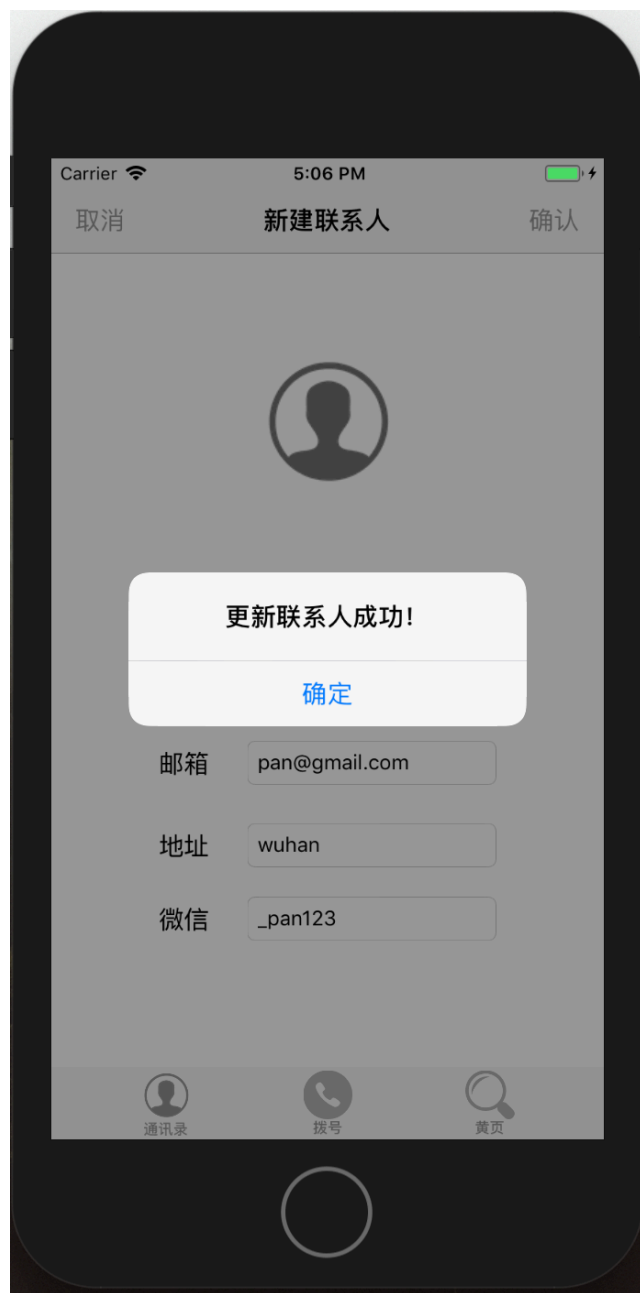 Carrier 5:06 PM
取消 新建联系人 确认
更新联系人成功!
确定
邮箱 pan@gmail.com
地址 wuhan
微信 _pan123
通讯录 拨号 黄页